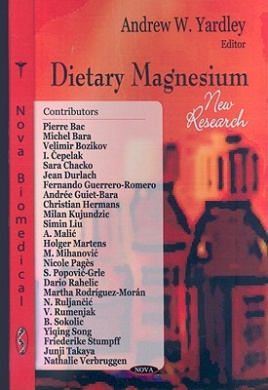 Andrew W. Yardley
Editor
Dietary Magnesium
New
Research
Nova Biomedical
Contributors
Pierre Bac
Michel Bara
Velimir Bozikov
I. Čepelak
Sara Chacko
Jean Durlach
Fernando Guerrero-Romero
Andrée Guiet-Bara
Christian Hermans
Milan Kujundzic
Simin Liu
A. Malić
Holger Martens
M. Mihanović
Nicole Pagès
S. Popović-Grle
Dario Rahelic
Martha Rodríguez-Morán
N. Ruljančić
V. Rumenjak
B. Sokolic
Yiqing Song
Friederike Stumpff
Junji Takaya
Nathalie Verbruggen
NOVA